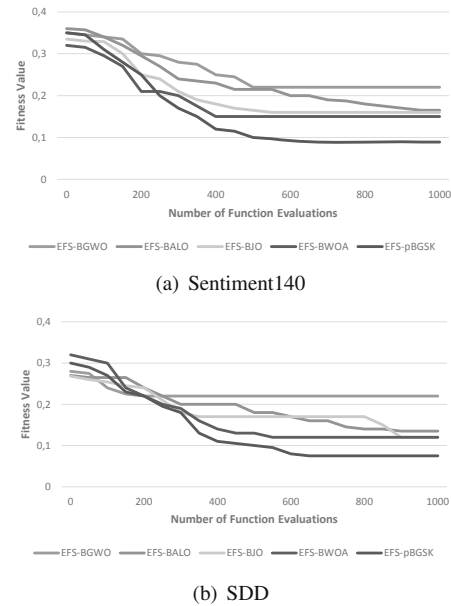 0,4
0,3
0,2
0,1
0
Fitness Value
0 200 400 600 800 1000
Number of Function Evaluations
EFS-BGWO EFS-BALO EFS-BJO EFS-BWOA EFS-pBGSK
(a) Sentiment140
0,4
0,3
0,2
0,1
0
Fitness Value
0 200 400 600 800 1000
Number of Function Evaluations
EFS-BGWO EFS-BALO EFS-BJO EFS-BWOA EFS-pBGSK
(b) SDD